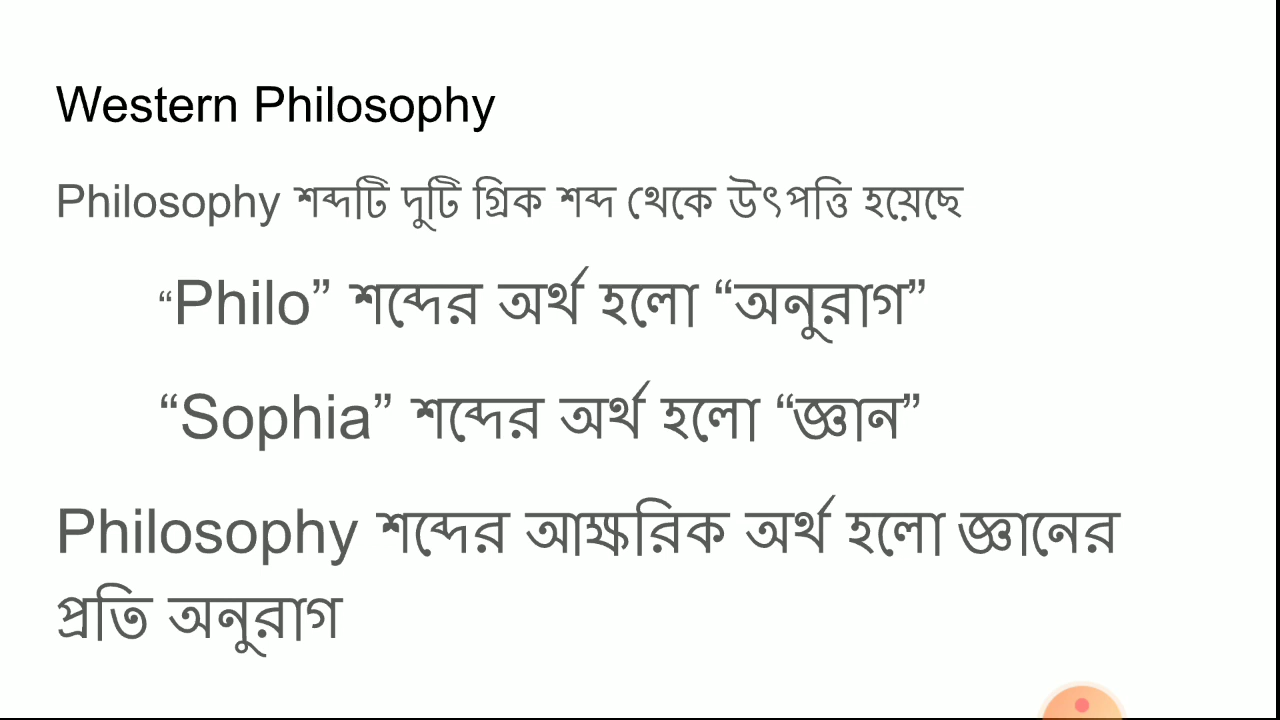 Western Philosophy
Philosophy শব্দটি দুটি গ্রিক শব্দ থেকে উৎপত্তি হয়েছে
“Philo” শব্দের অর্থ হলো “অনুরাগ”
“Sophia” শব্দের অর্থ হলো “জ্ঞান”
Philosophy শব্দের আক্ষরিক অর্থ হলো জ্ঞানের
প্রতি অনুরাগ